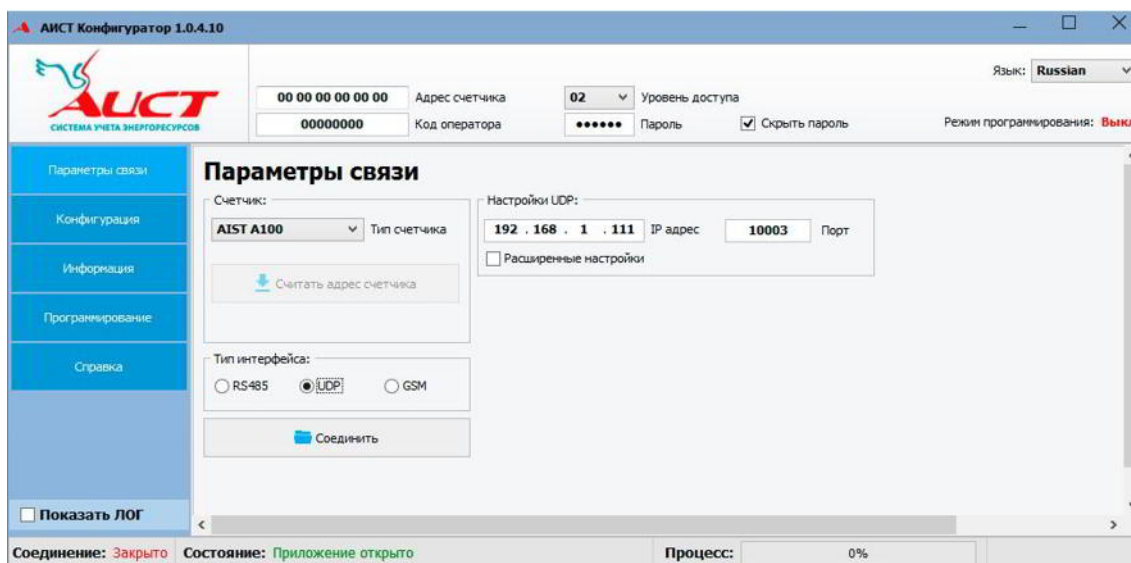 АИСТ Конфигуратор 1.0.4.10
Язык: Russian
АИСТ
СИСТЕМА УЧЕТА ЭНЕРГОРЕСУРСОВ
00 00 00 00 00 00 Адрес счетчика 02 Уровень доступа
00000000 Код оператора •••••• Пароль Скрыть пароль Режим программирования: Выкл
Параметры связи
Конфигурация
Информация
Программирование
Справка
Показать ЛОГ
Параметры связи
Счетчик:
AIST A100 Тип счетчика
Считать адрес счетчика
Тип интерфейса:
RS485 UDP GSM
Соединить
Настройки UDP:
192 . 168 . 1 . 111 IP адрес 10003 Порт
Расширенные настройки
Соединение: Закрыто Состояние: Приложение открыто Процесс: 0%